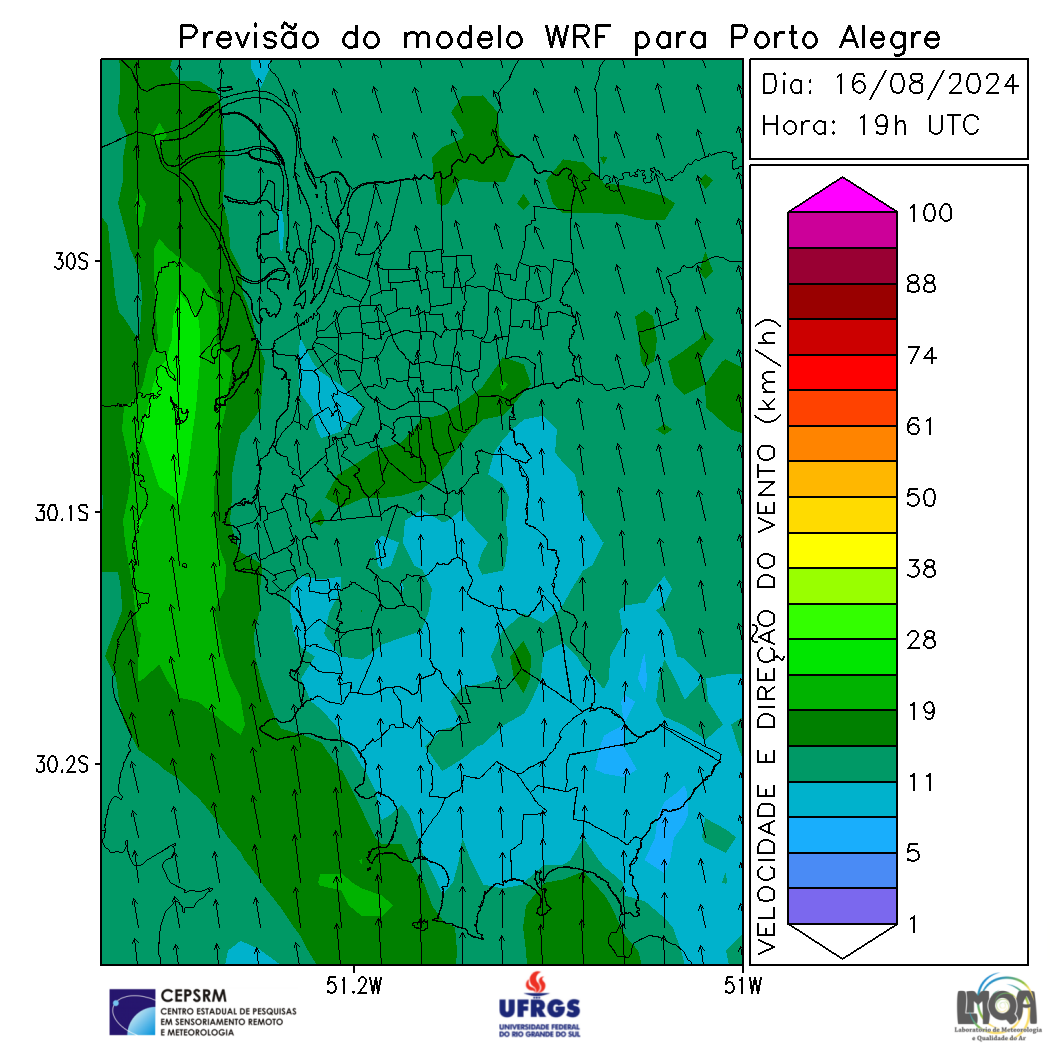 Previsão do modelo WRF para Porto Alegre
Dia: 16/08/2024
Hora: 19h UTC
30S
30.1S
30.2S
51.2W
51W
VELOCIDADE E DIREÇÃO DO VENTO (km/h)
100
88
74
61
50
38
28
19
11
5
1
CEPSRM
CENTRO ESTADUAL DE PESQUISAS
EM SENSORIAMENTO REMOTO
E METEOROLOGIA
UFRGS
UNIVERSIDADE FEDERAL
DO RIO GRANDE DO SUL
LMQA
Laboratório de Meteorologia
e Qualidade do Ar